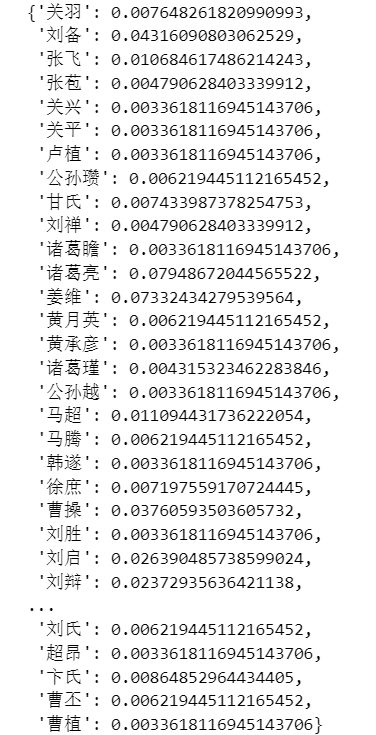 {'关羽': 0.007648261820990993,
'刘备': 0.04316090803062529,
'张飞': 0.010684617486214243,
'张苞': 0.004790628403339912,
'关兴': 0.0033618116945143706,
'关平': 0.0033618116945143706,
'卢植': 0.0033618116945143706,
'公孙瓒': 0.006219445112165452,
'甘氏': 0.007433987378254753,
'刘禅': 0.004790628403339912,
'诸葛瞻': 0.0033618116945143706,
'诸葛亮': 0.07948672044565522,
'姜维': 0.07332434279539564,
'黄月英': 0.006219445112165452,
'黄承彦': 0.0033618116945143706,
'诸葛瑾': 0.004315323462283846,
'公孙越': 0.0033618116945143706,
'马超': 0.011094431736222054,
'马腾': 0.006219445112165452,
'韩遂': 0.0033618116945143706,
'徐庶': 0.007197559170724445,
'曹操': 0.03760593503605732,
'刘胜': 0.0033618116945143706,
'刘启': 0.026390485738599024,
'刘辩': 0.02372935636421138,
...
'刘氏': 0.006219445112165452,
'超昂': 0.0033618116945143706,
'卞氏': 0.00864852964434405,
'曹丕': 0.006219445112165452,
'曹植': 0.0033618116945143706}